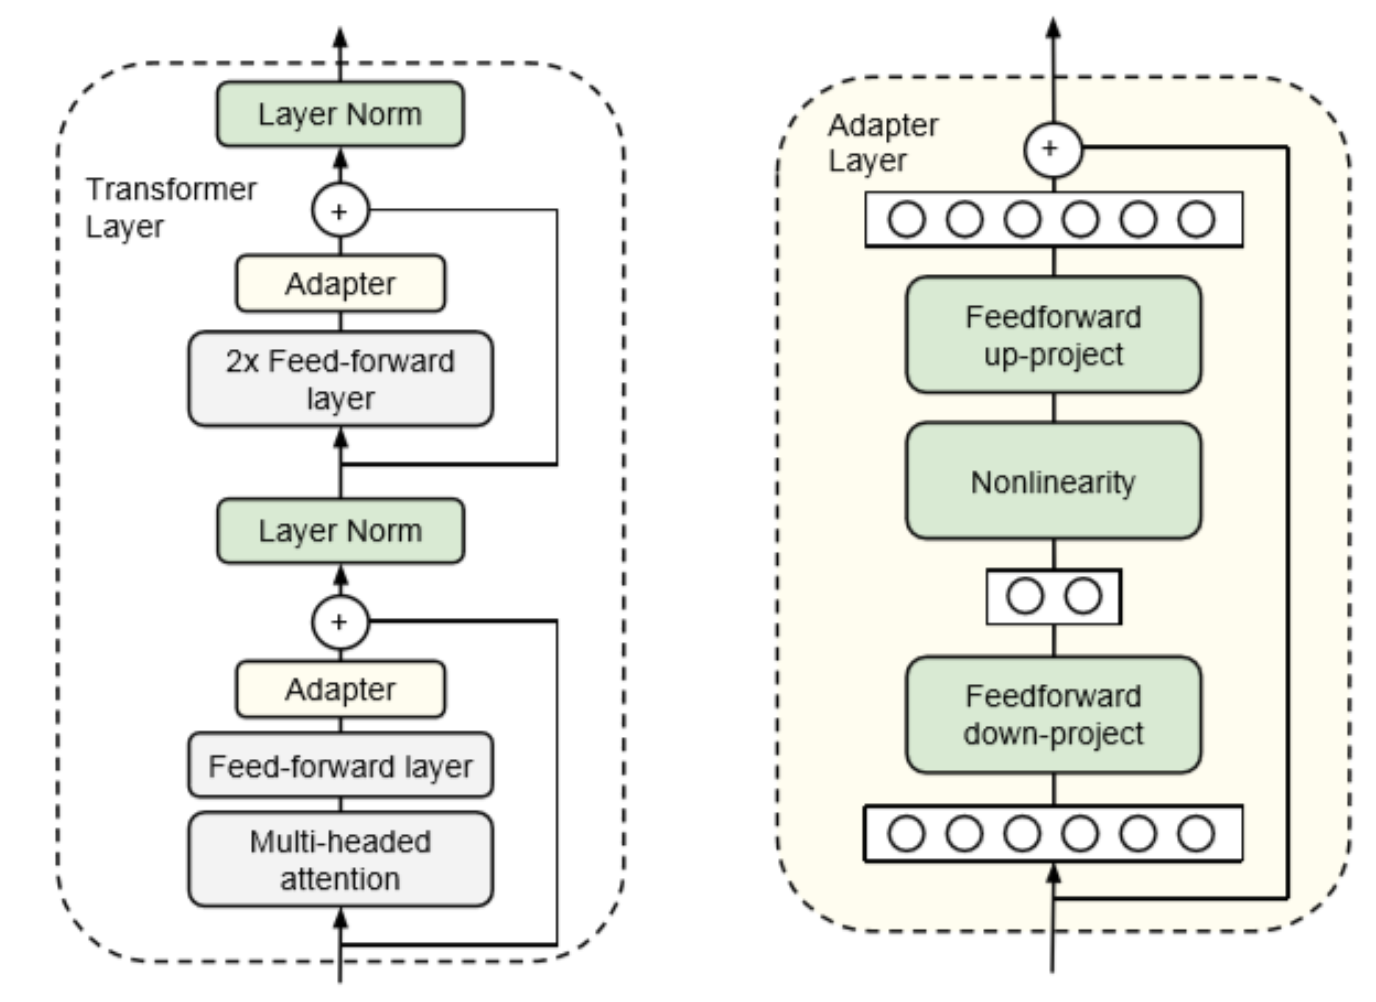 Transformer
Layer
Layer Norm
+
Adapter
2x Feed-forward
layer
Layer Norm
+
Adapter
Feed-forward layer
Multi-headed
attention
Adapter
Layer
+
Feedforward
up-project
Nonlinearity
Feedforward
down-project